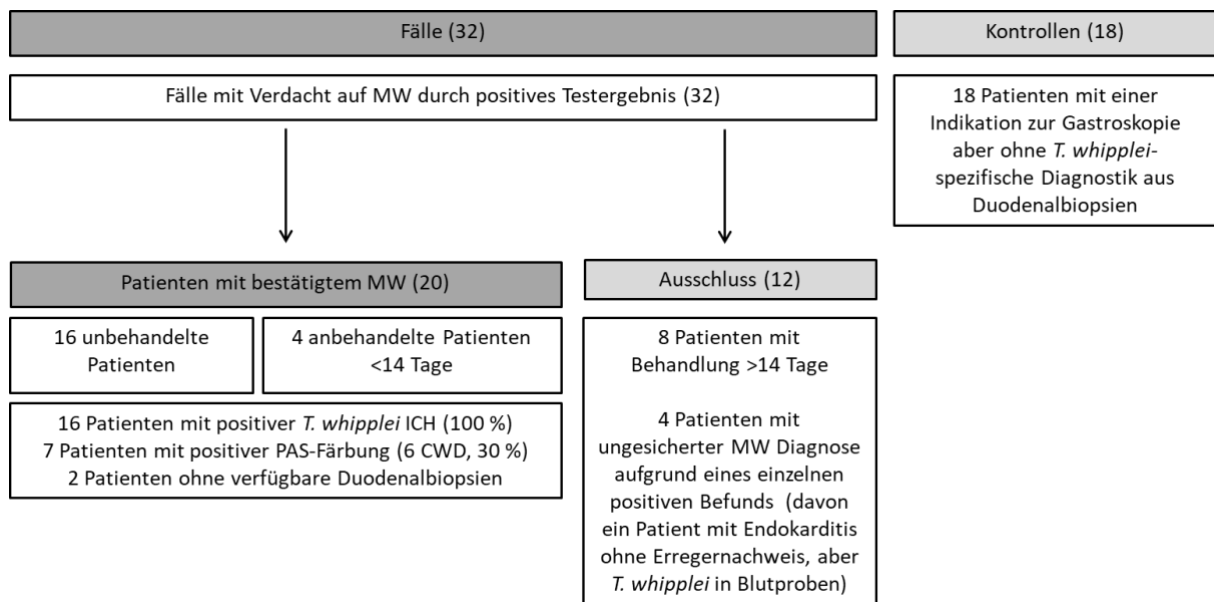 Fälle (32)
Kontrollen (18)
Fälle mit Verdacht auf MW durch positives Testergebnis (32)
18 Patienten mit einer
Indikation zur Gastroskopie
aber ohne T. whipplei-
spezifische Diagnostik aus
Duodenalbiopsien
Patienten mit bestätigtem MW (20)
Ausschluss (12)
16 unbehandelte
Patienten
4 anbehandelte Patienten
<14 Tage
16 Patienten mit positiver T. whipplei ICH (100 %)
7 Patienten mit positiver PAS-Färbung (6 CWD, 30 %)
2 Patienten ohne verfügbare Duodenalbiopsien
8 Patienten mit
Behandlung >14 Tage
4 Patienten mit
ungesicherter MW Diagnose
aufgrund eines einzelnen
positiven Befunds (davon
ein Patient mit Endokarditis
ohne Erregernachweis, aber
T. whipplei in Blutproben)